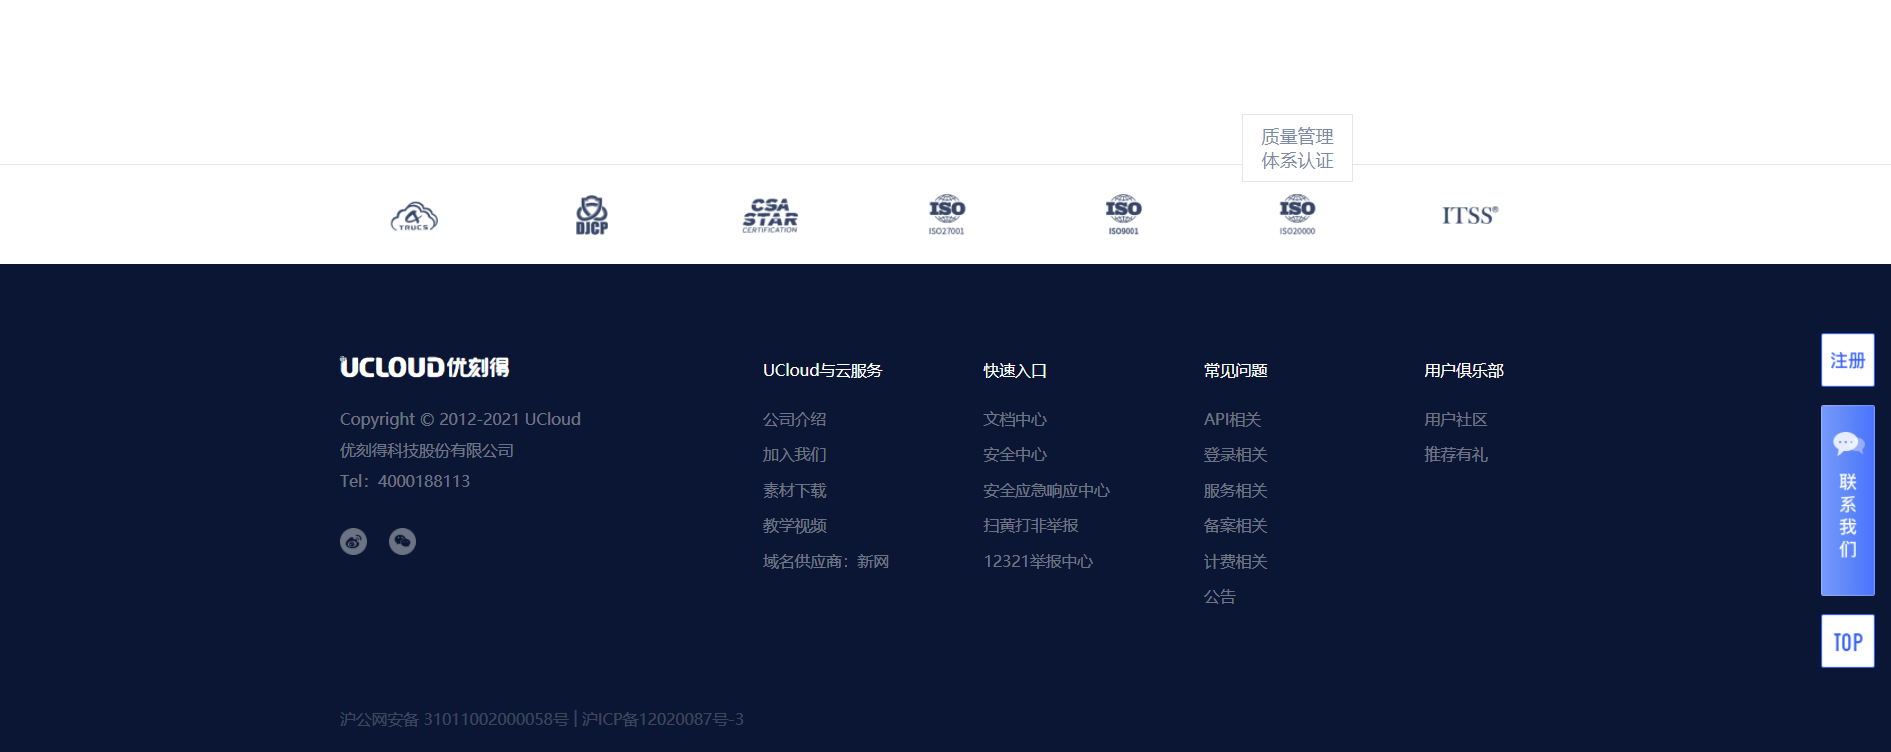 质量管理
体系认证
TRUCS
DJCP
CSA
STAR
CERTIFICATION
ISO
ISO27001
ISO
ISO9001
ISO
ISO20000
ITSS®
UCLOUD优刻得
Copyright © 2012-2021 UCloud
优刻得科技股份有限公司
Tel：4000188113
UCloud与云服务
公司介绍
加入我们
素材下载
教学视频
域名供应商：新网
快速入口
文档中心
安全中心
安全应急响应中心
扫黄打非举报
12321举报中心
常见问题
API相关
登录相关
服务相关
备案相关
计费相关
公告
用户俱乐部
用户社区
推荐有礼
注册
联
系
我
们
TOP
沪公网安备 31011002000058号 | 沪ICP备12020087号-3